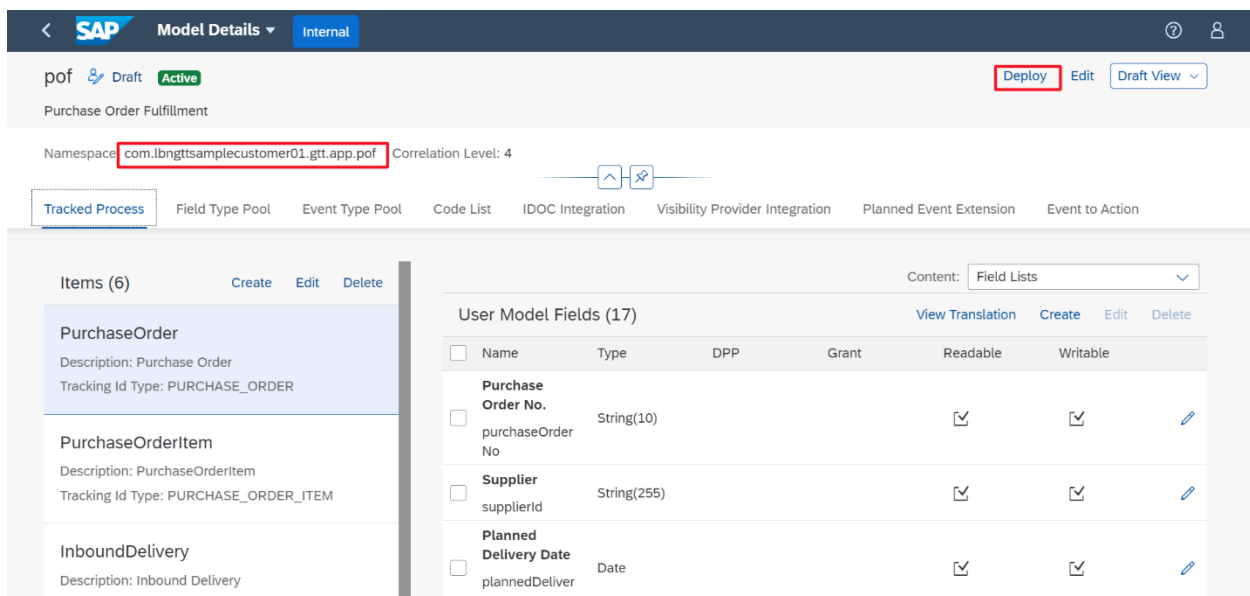 SAP Model Details Internal
pof Draft Active
Deploy Edit Draft View
Purchase Order Fulfillment
Namespace: com.lbngttsamplecustomer01.gtt.app.pof Correlation Level: 4
Tracked Process Field Type Pool Event Type Pool Code List IDOC Integration Visibility Provider Integration Planned Event Extension Event to Action
Items (6) Create Edit Delete
PurchaseOrder
Description: Purchase Order
Tracking Id Type: PURCHASE_ORDER
PurchaseOrderItem
Description: PurchaseOrderItem
Tracking Id Type: PURCHASE_ORDER_ITEM
InboundDelivery
Description: Inbound Delivery
Content: Field Lists
User Model Fields (17) View Translation Create Edit Delete
Name Type DPP Grant Readable Writable
Purchase
Order No.
purchaseOrder
No
String(10)
Supplier
supplierId
String(255)
Planned
Delivery Date
plannedDeliver
Date